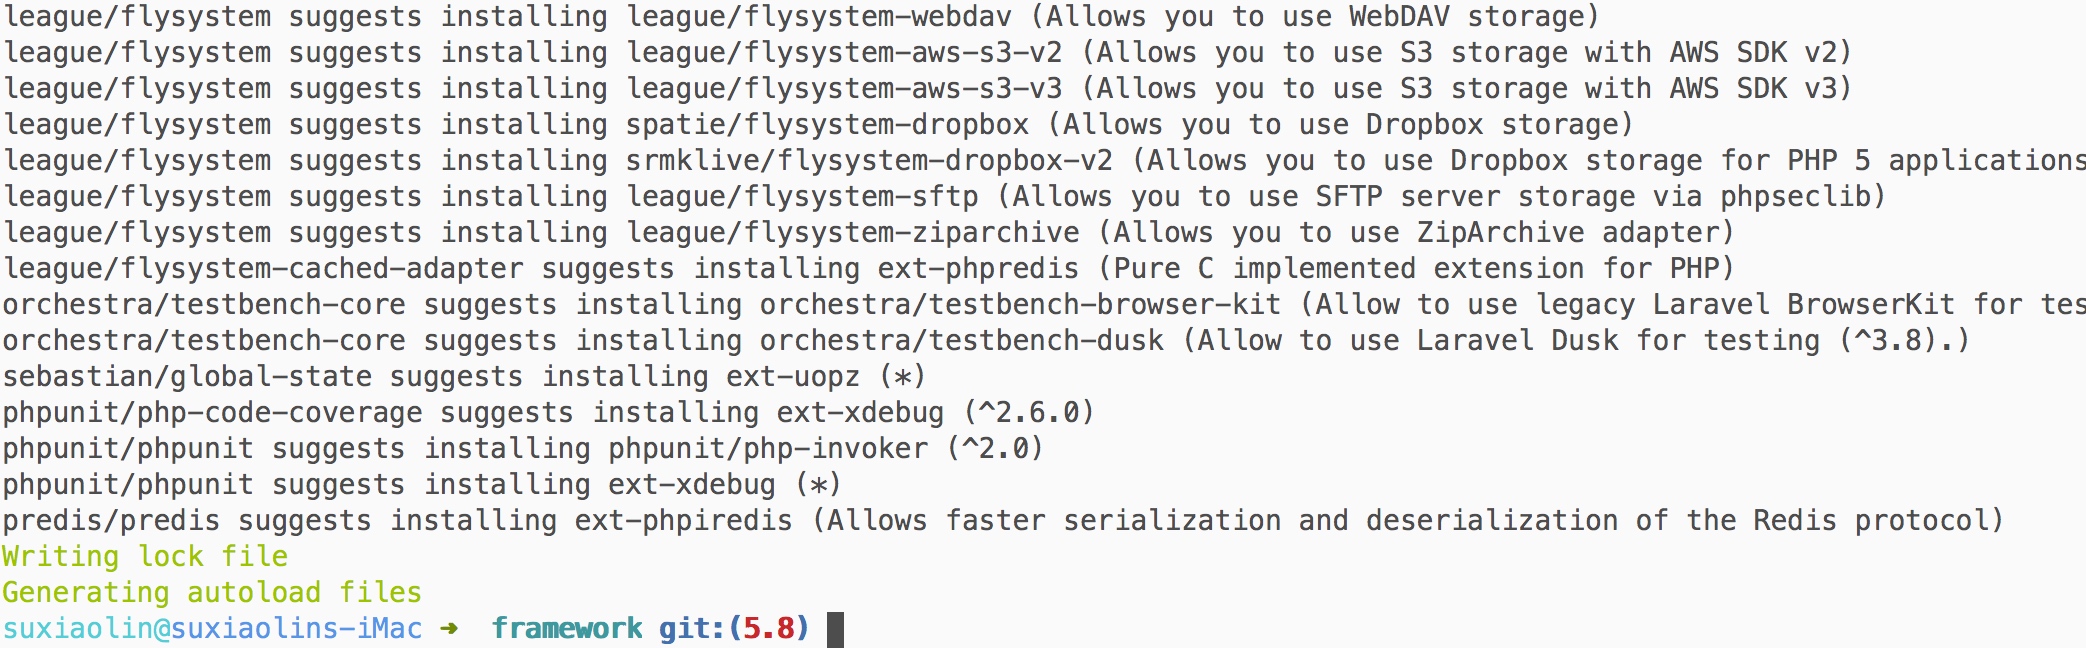 league/flysystem suggests installing league/flysystem-webdav (Allows you to use WebDAV storage)
league/flysystem suggests installing league/flysystem-aws-s3-v2 (Allows you to use S3 storage with AWS SDK v2)
league/flysystem suggests installing league/flysystem-aws-s3-v3 (Allows you to use S3 storage with AWS SDK v3)
league/flysystem suggests installing spatie/flysystem-dropbox (Allows you to use Dropbox storage)
league/flysystem suggests installing srmklive/flysystem-dropbox-v2 (Allows you to use Dropbox storage for PHP 5 applications
league/flysystem suggests installing league/flysystem-sftp (Allows you to use SFTP server storage via phpseclib)
league/flysystem suggests installing league/flysystem-ziparchive (Allows you to use ZipArchive adapter)
league/flysystem-cached-adapter suggests installing ext-phpredis (Pure C implemented extension for PHP)
orchestra/testbench-core suggests installing orchestra/testbench-browser-kit (Allow to use legacy Laravel BrowserKit for tes
orchestra/testbench-core suggests installing orchestra/testbench-dusk (Allow to use Laravel Dusk for testing (^3.8).)
sebastian/global-state suggests installing ext-uopz (*)
phpunit/php-code-coverage suggests installing ext-xdebug (^2.6.0)
phpunit/phpunit suggests installing phpunit/php-invoker (^2.0)
phpunit/phpunit suggests installing ext-xdebug (*)
predis/predis suggests installing ext-phpiredis (Allows faster serialization and deserialization of the Redis protocol)
Writing lock file
Generating autoload files
suxiaolin@suxiaolins-iMac ➜  framework git:(5.8)